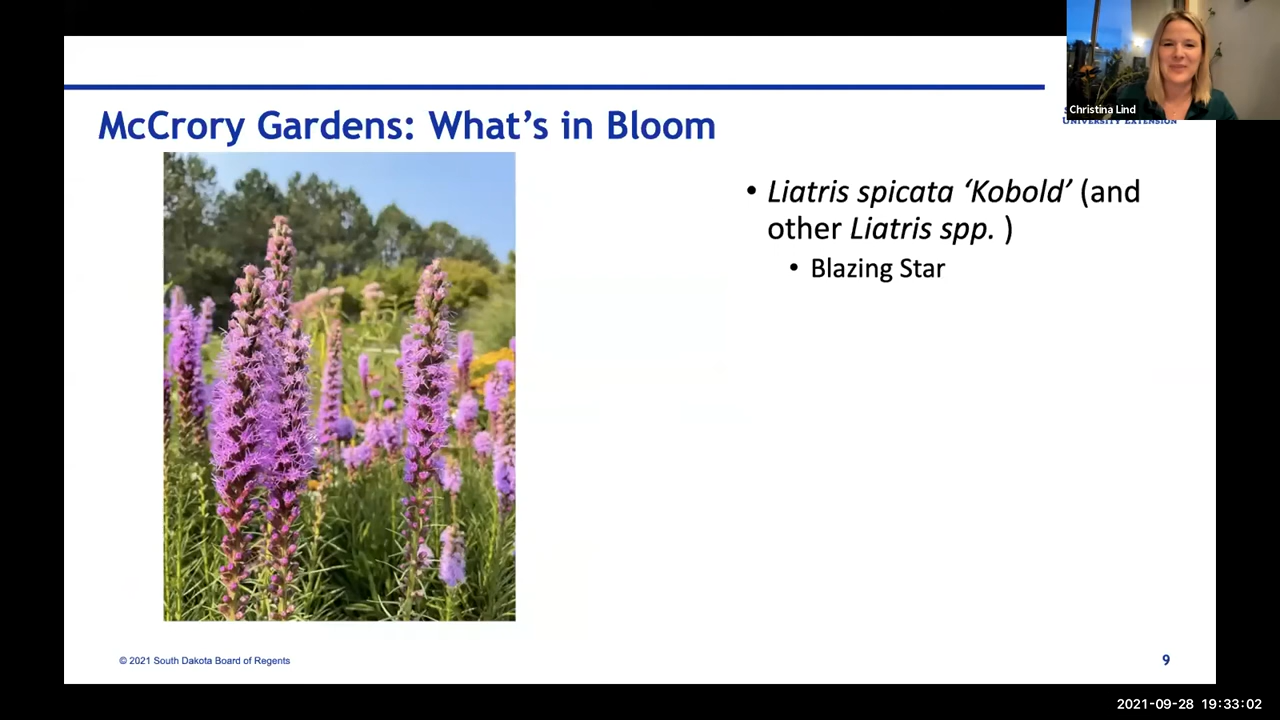 Christina Lind
UNIVERSITY EXTENSION
McCrory Gardens: What's in Bloom
• Liatris spicata ‘Kobold’ (and
other Liatris spp. )
• Blazing Star
© 2021 South Dakota Board of Regents
9
2021-09-28 19:33:02